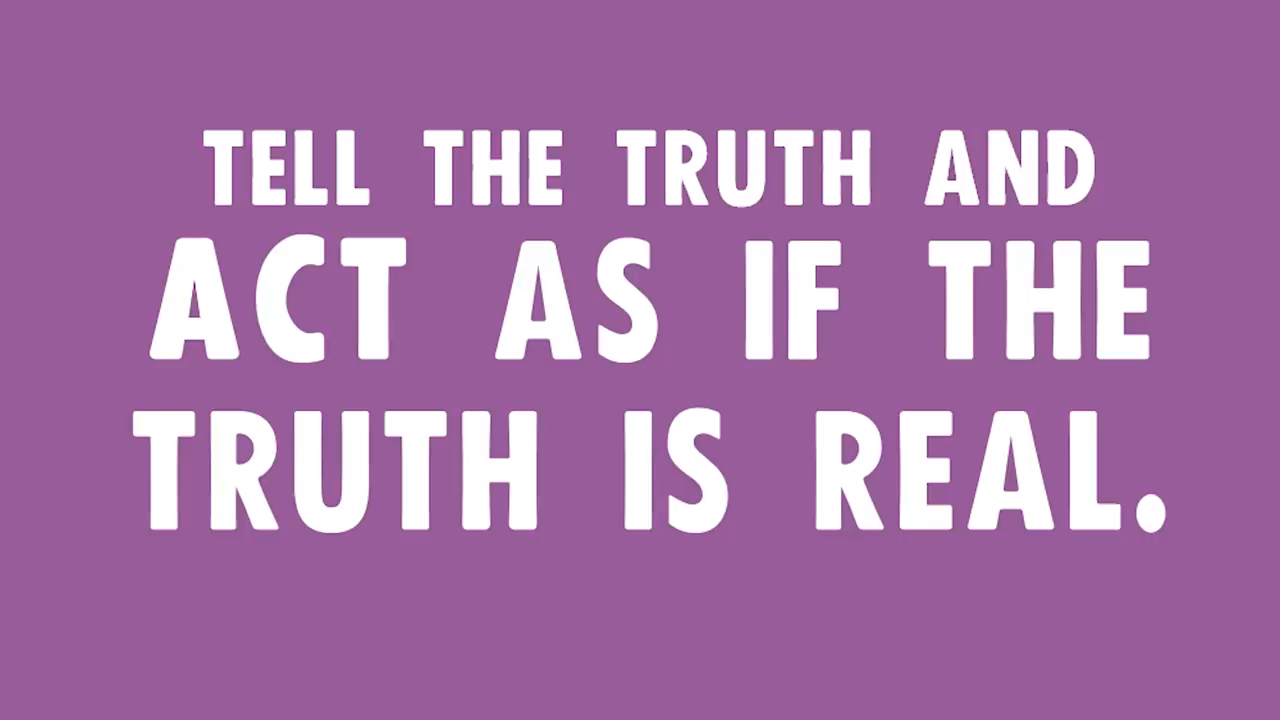 TELL THE TRUTH AND
ACT AS IF THE
TRUTH IS REAL.